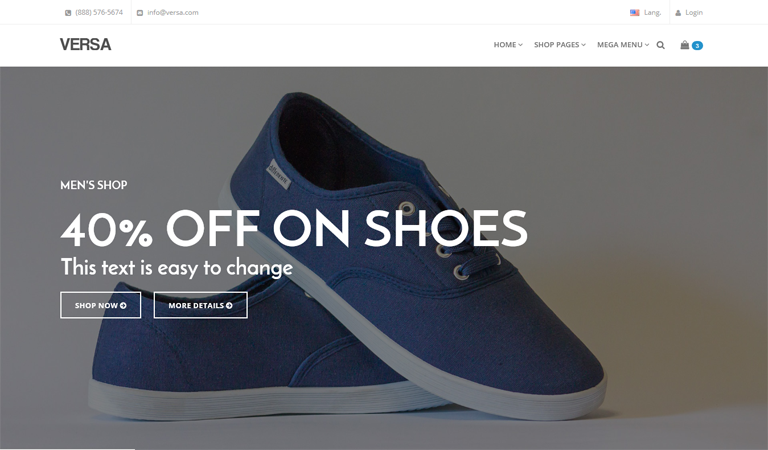 (888) 576-5674 info@versa.com Lang. Login
VERSA HOME SHOP PAGES MEGA MENU 3
MEN'S SHOP
40% OFF ON SHOES
This text is easy to change
SHOP NOW MORE DETAILS